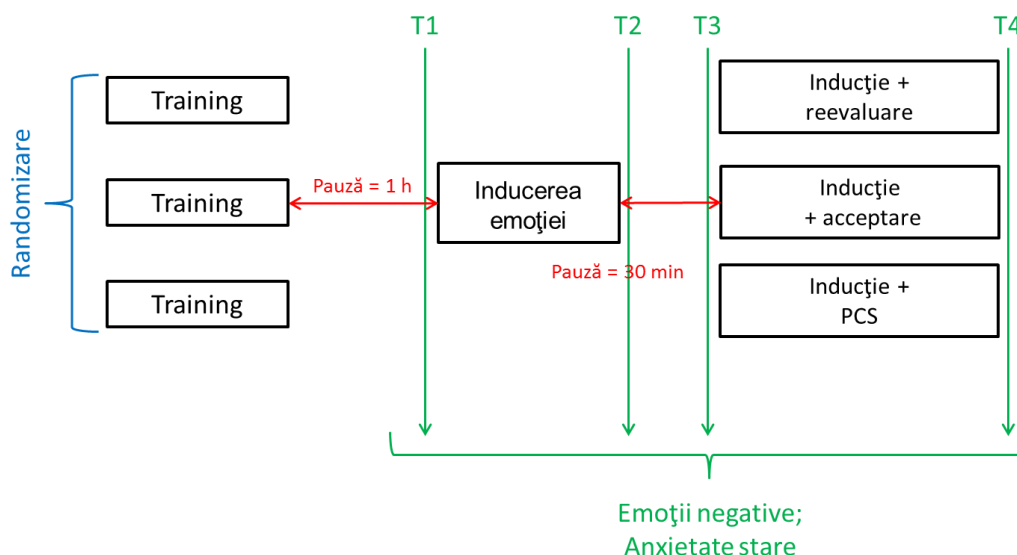 T1
T2
T3
T4
Randomizare
Training
Training
Training
Pauză = 1 h
Inducerea
emoţiei
Pauză = 30 min
Inducţie +
reevaluare
Inducţie
+ acceptare
Inducţie +
PCS
Emoţii negative;
Anxietate stare